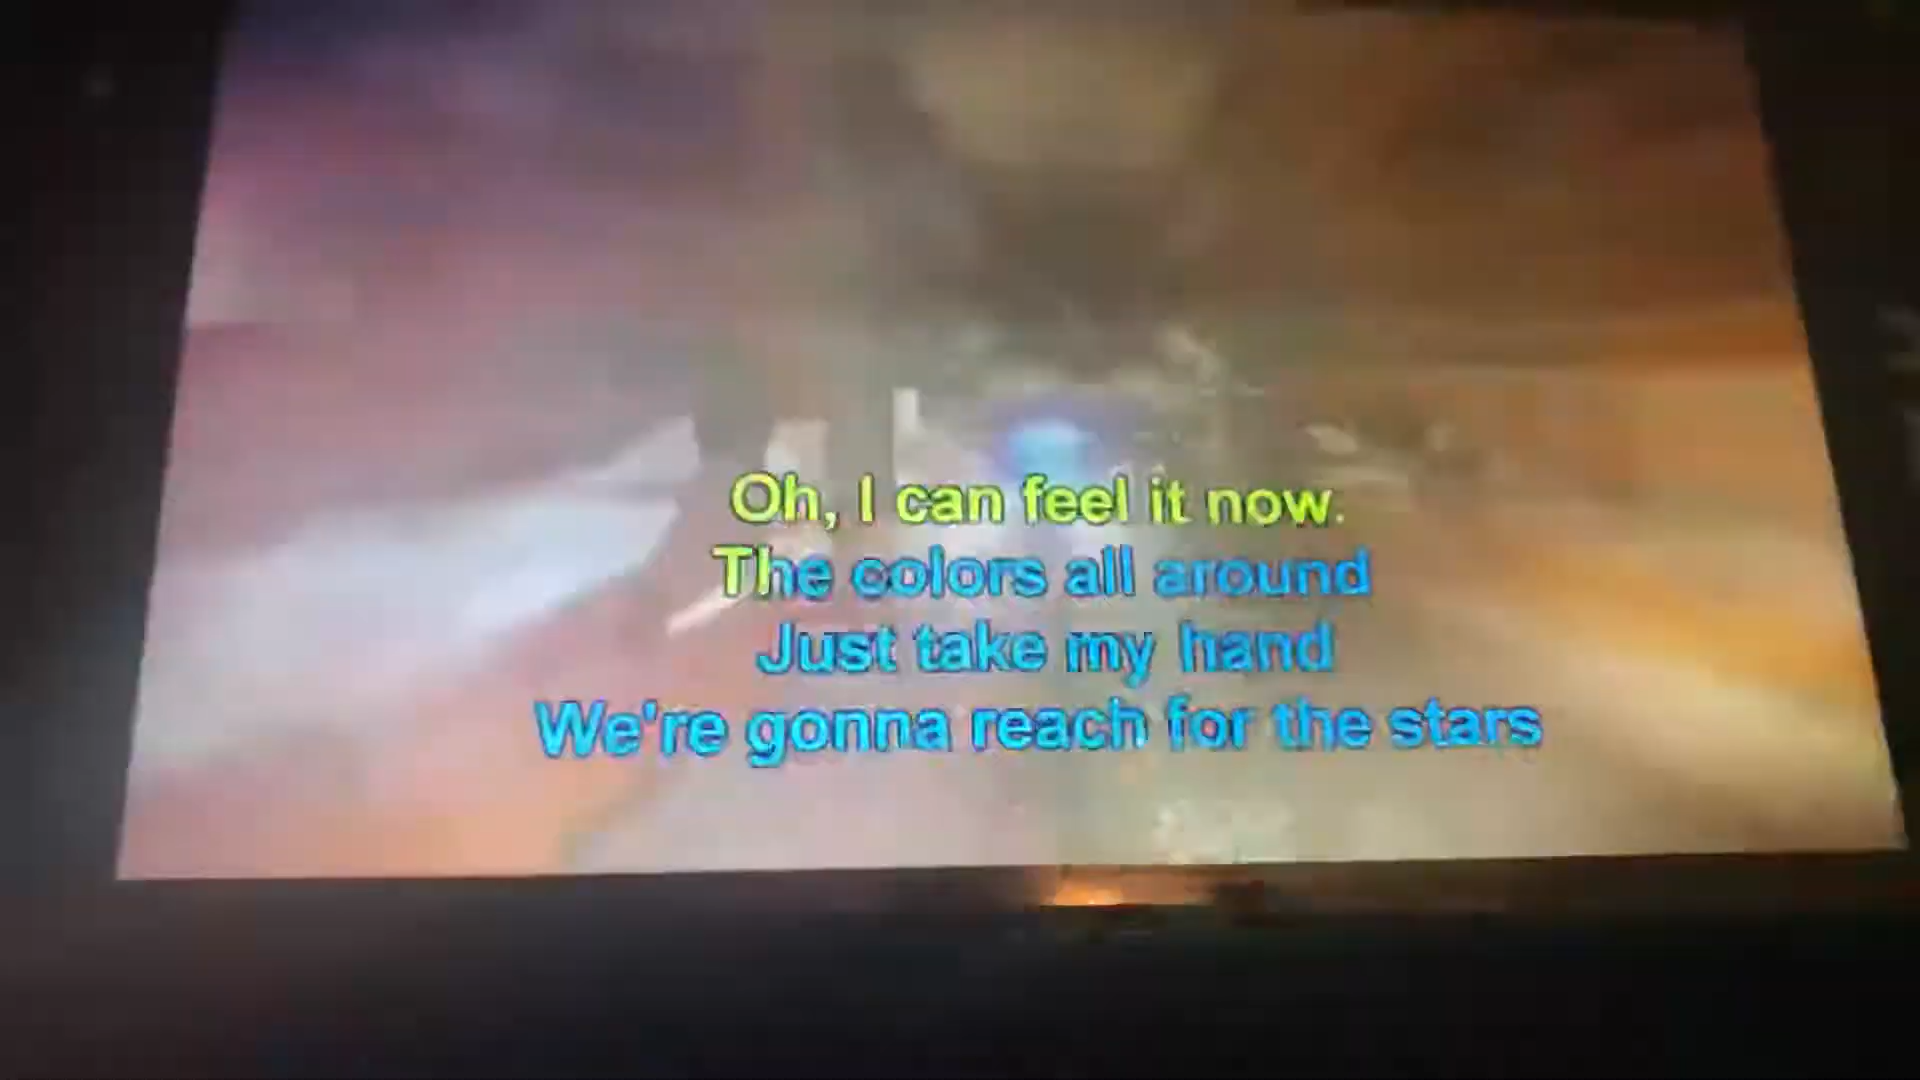 Oh, I can feel it now.
The colors all around
Just take my hand
We're gonna reach for the stars